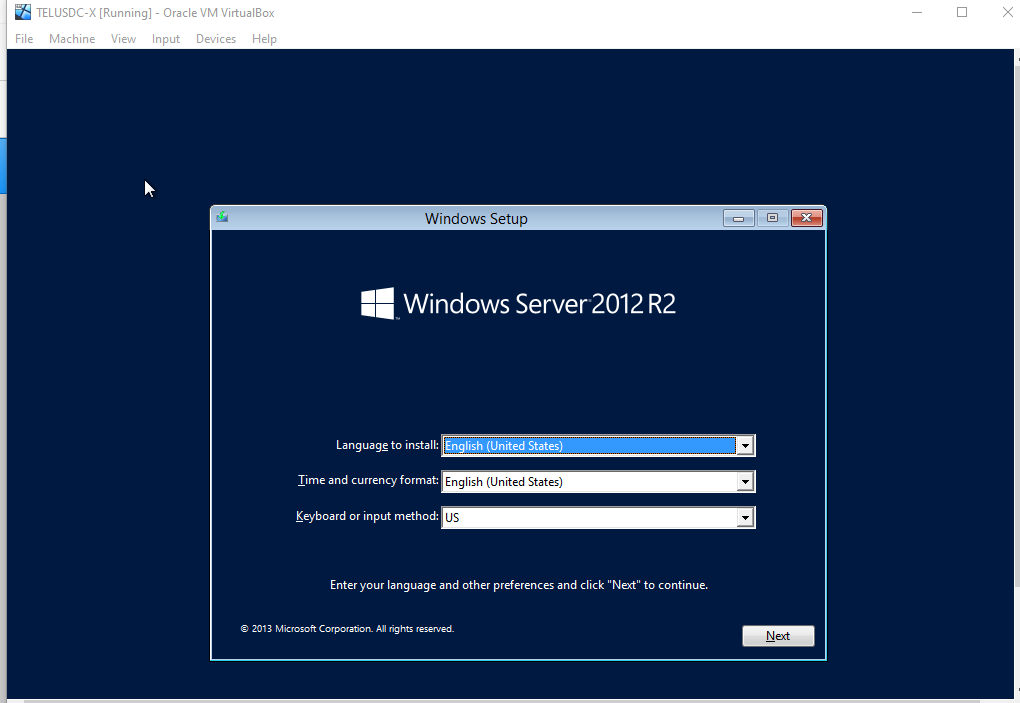 TELUSDC-X [Running] - Oracle VM VirtualBox
File Machine View Input Devices Help
Windows Setup
Windows Server 2012 R2
Language to install: English (United States)
Time and currency format: English (United States)
Keyboard or input method: US
Enter your language and other preferences and click "Next" to continue.
© 2013 Microsoft Corporation. All rights reserved.
Next